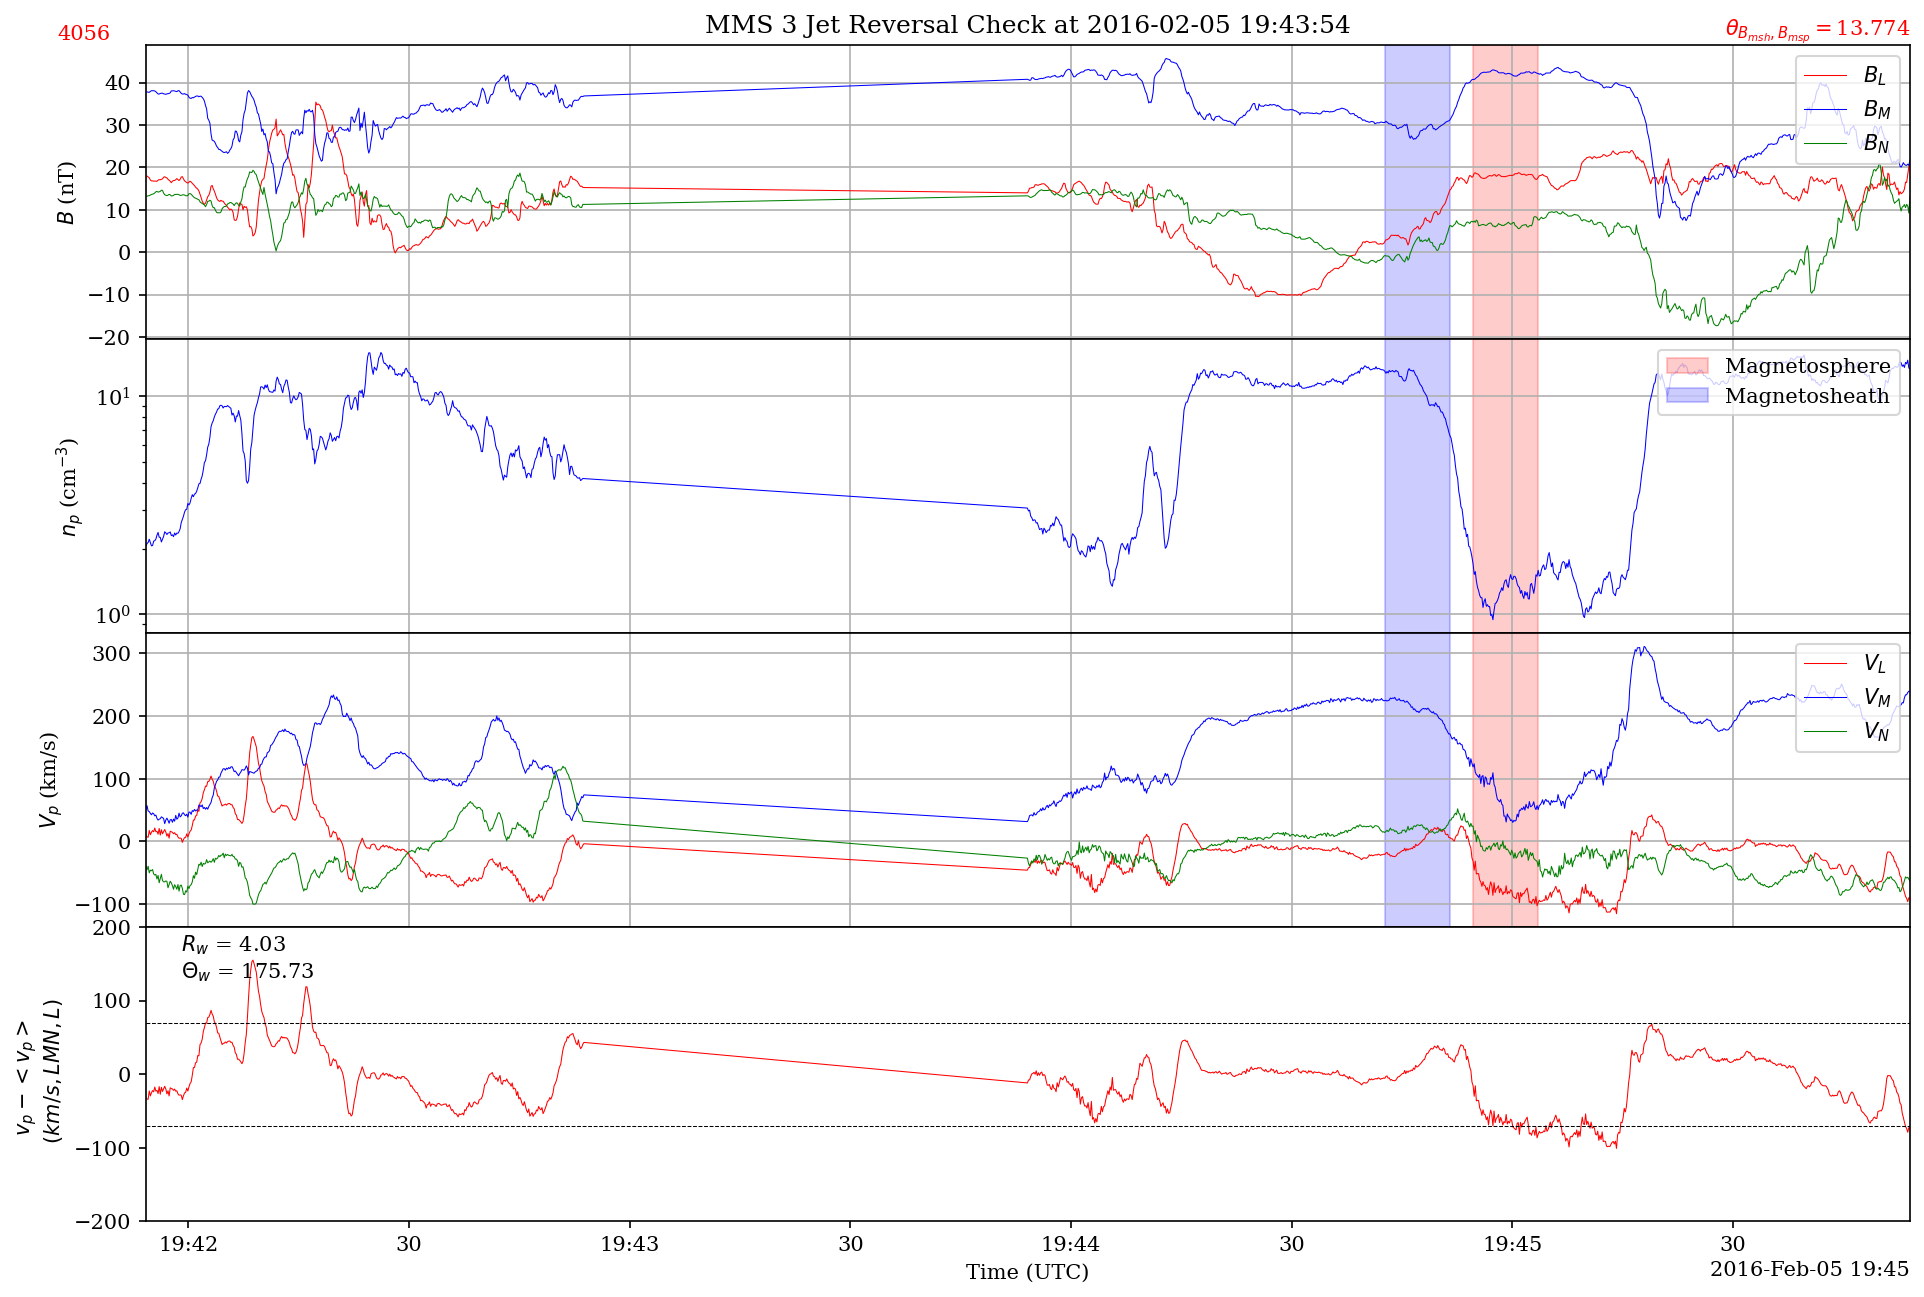 MMS 3 Jet Reversal Check at 2016-02-05 19:43:54
4056
θ_{B_{msh}, B_{msp}} = 13.774
B (nT)
40
30
20
10
0
−10
−20
B_L
B_M
B_N
n_p (cm⁻³)
10¹
10⁰
Magnetosphere
Magnetosheath
V_p (km/s)
300
200
100
0
−100
V_L
V_M
V_N
v_p − <v_p>
(km/s, LMN, L)
200
100
0
−100
−200
R_w = 4.03
Θ_w = 175.73
19:42
30
19:43
30
19:44
30
19:45
30
Time (UTC)
2016-Feb-05 19:45